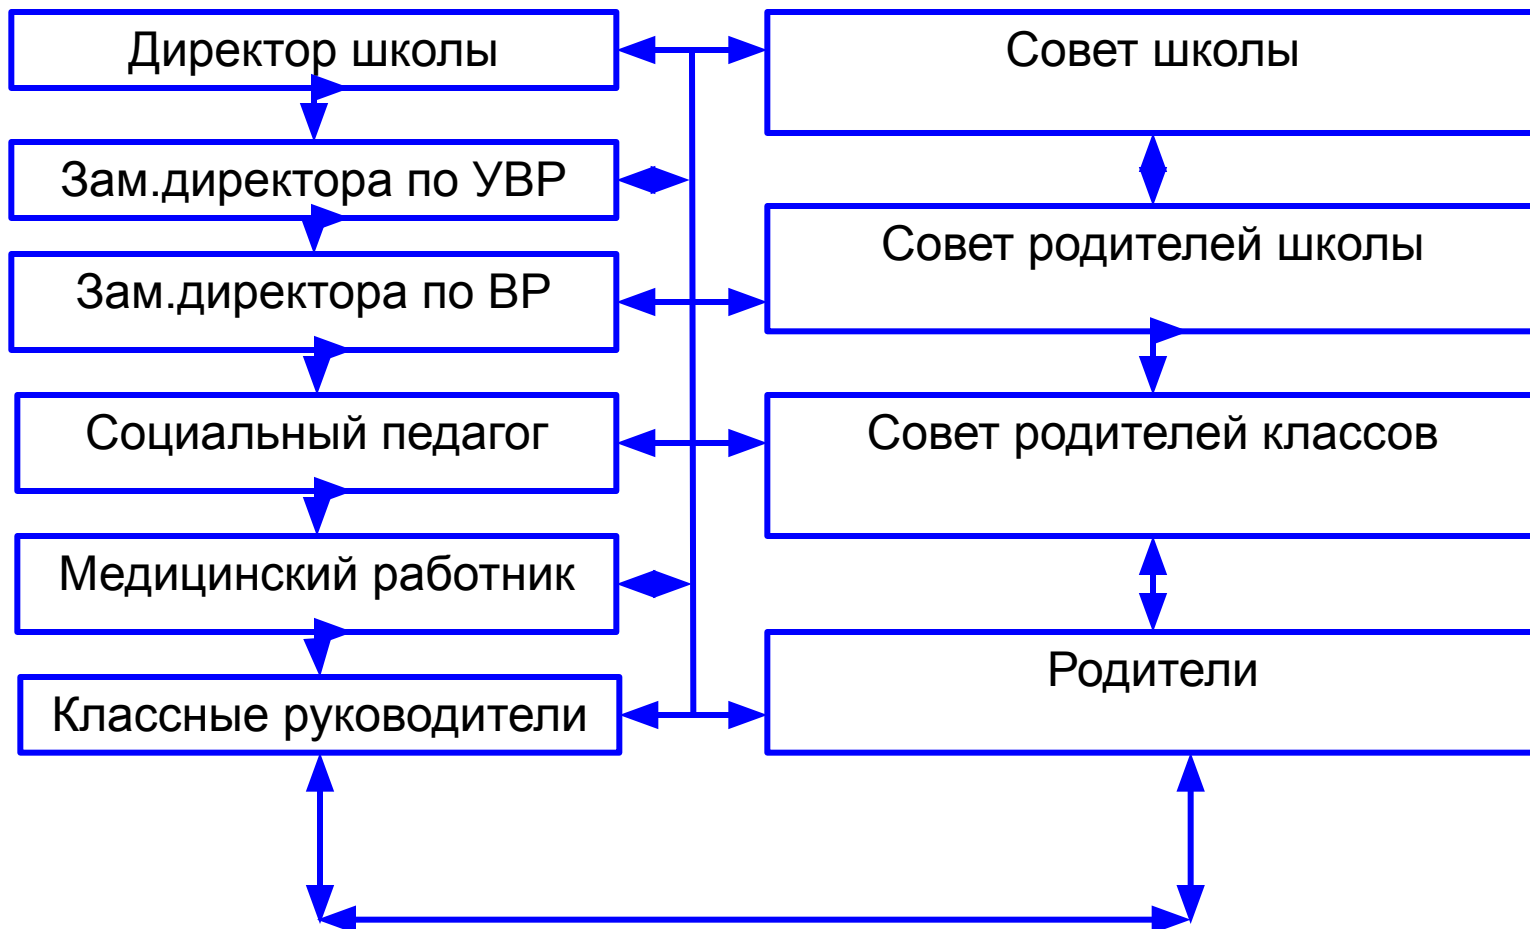 Директор школы
Зам.директора по УВР
Зам.директора по ВР
Социальный педагог
Медицинский работник
Классные руководители
Совет школы
Совет родителей школы
Совет родителей классов
Родители